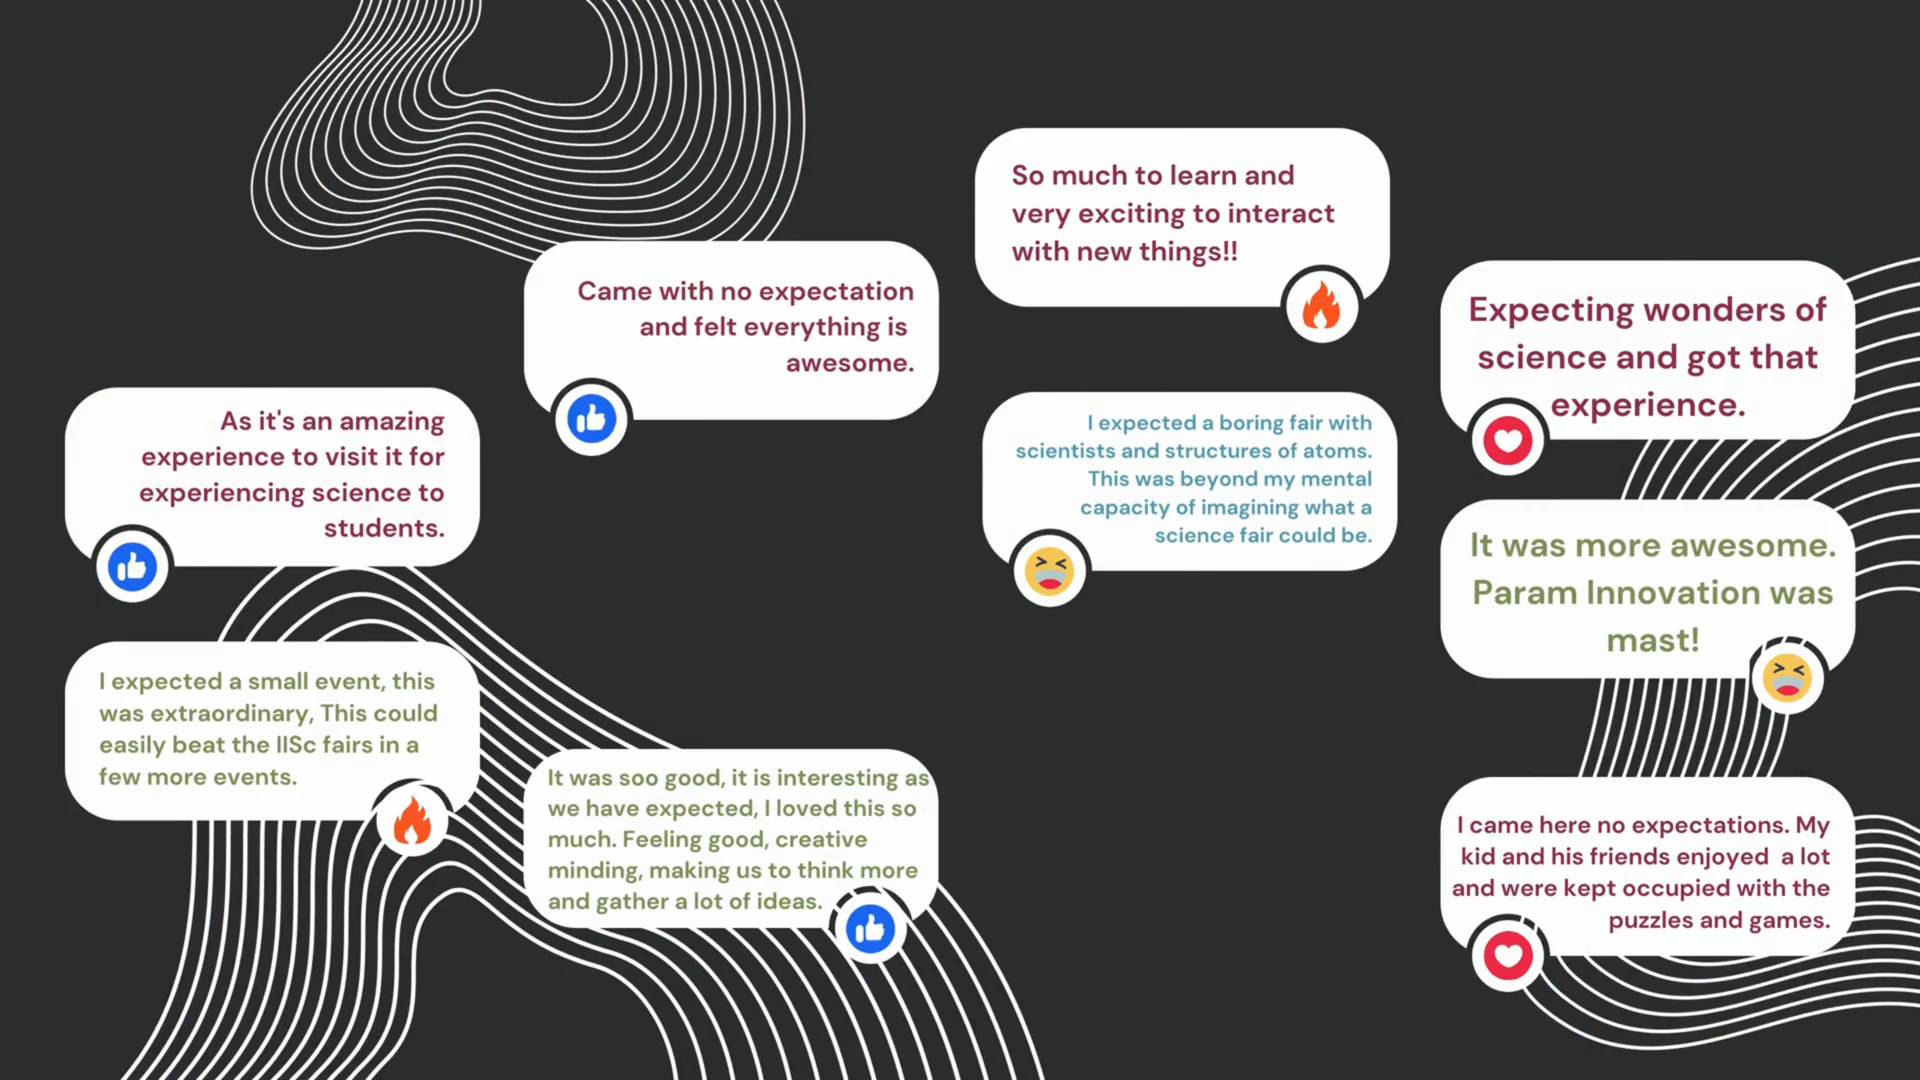 As it's an amazing
experience to visit it for
experiencing science to
students.
I expected a small event, this
was extraordinary, This could
easily beat the IISc fairs in a
few more events.
Came with no expectation
and felt everything is
awesome.
It was soo good, it is interesting as
we have expected, I loved this so
much. Feeling good, creative
minding, making us to think more
and gather a lot of ideas.
So much to learn and
very exciting to interact
with new things!!
I expected a boring fair with
scientists and structures of atoms.
This was beyond my mental
capacity of imagining what a
science fair could be.
Expecting wonders of
science and got that
experience.
It was more awesome.
Param Innovation was
mast!
I came here no expectations. My
kid and his friends enjoyed  a lot
and were kept occupied with the
puzzles and games.